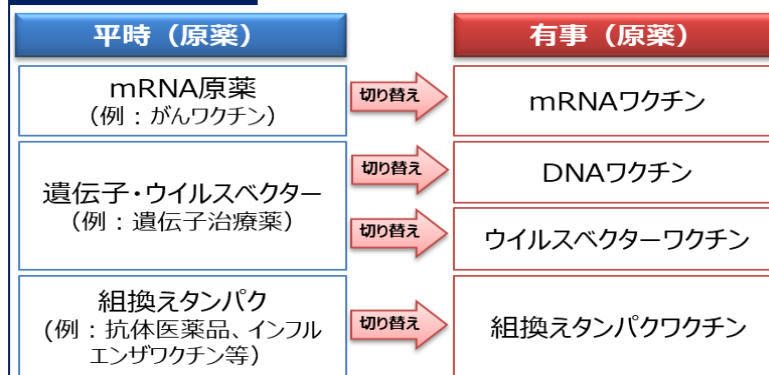 平時（原薬）
有事（原薬）
mRNA原薬
(例：がんワクチン)
切り替え
mRNAワクチン
遺伝子・ウイルスベクター
(例：遺伝子治療薬)
切り替え
DNAワクチン
切り替え
ウイルスベクターワクチン
組換えタンパク
(例：抗体医薬品、インフル
エンザワクチン等)
切り替え
組換えタンパクワクチン